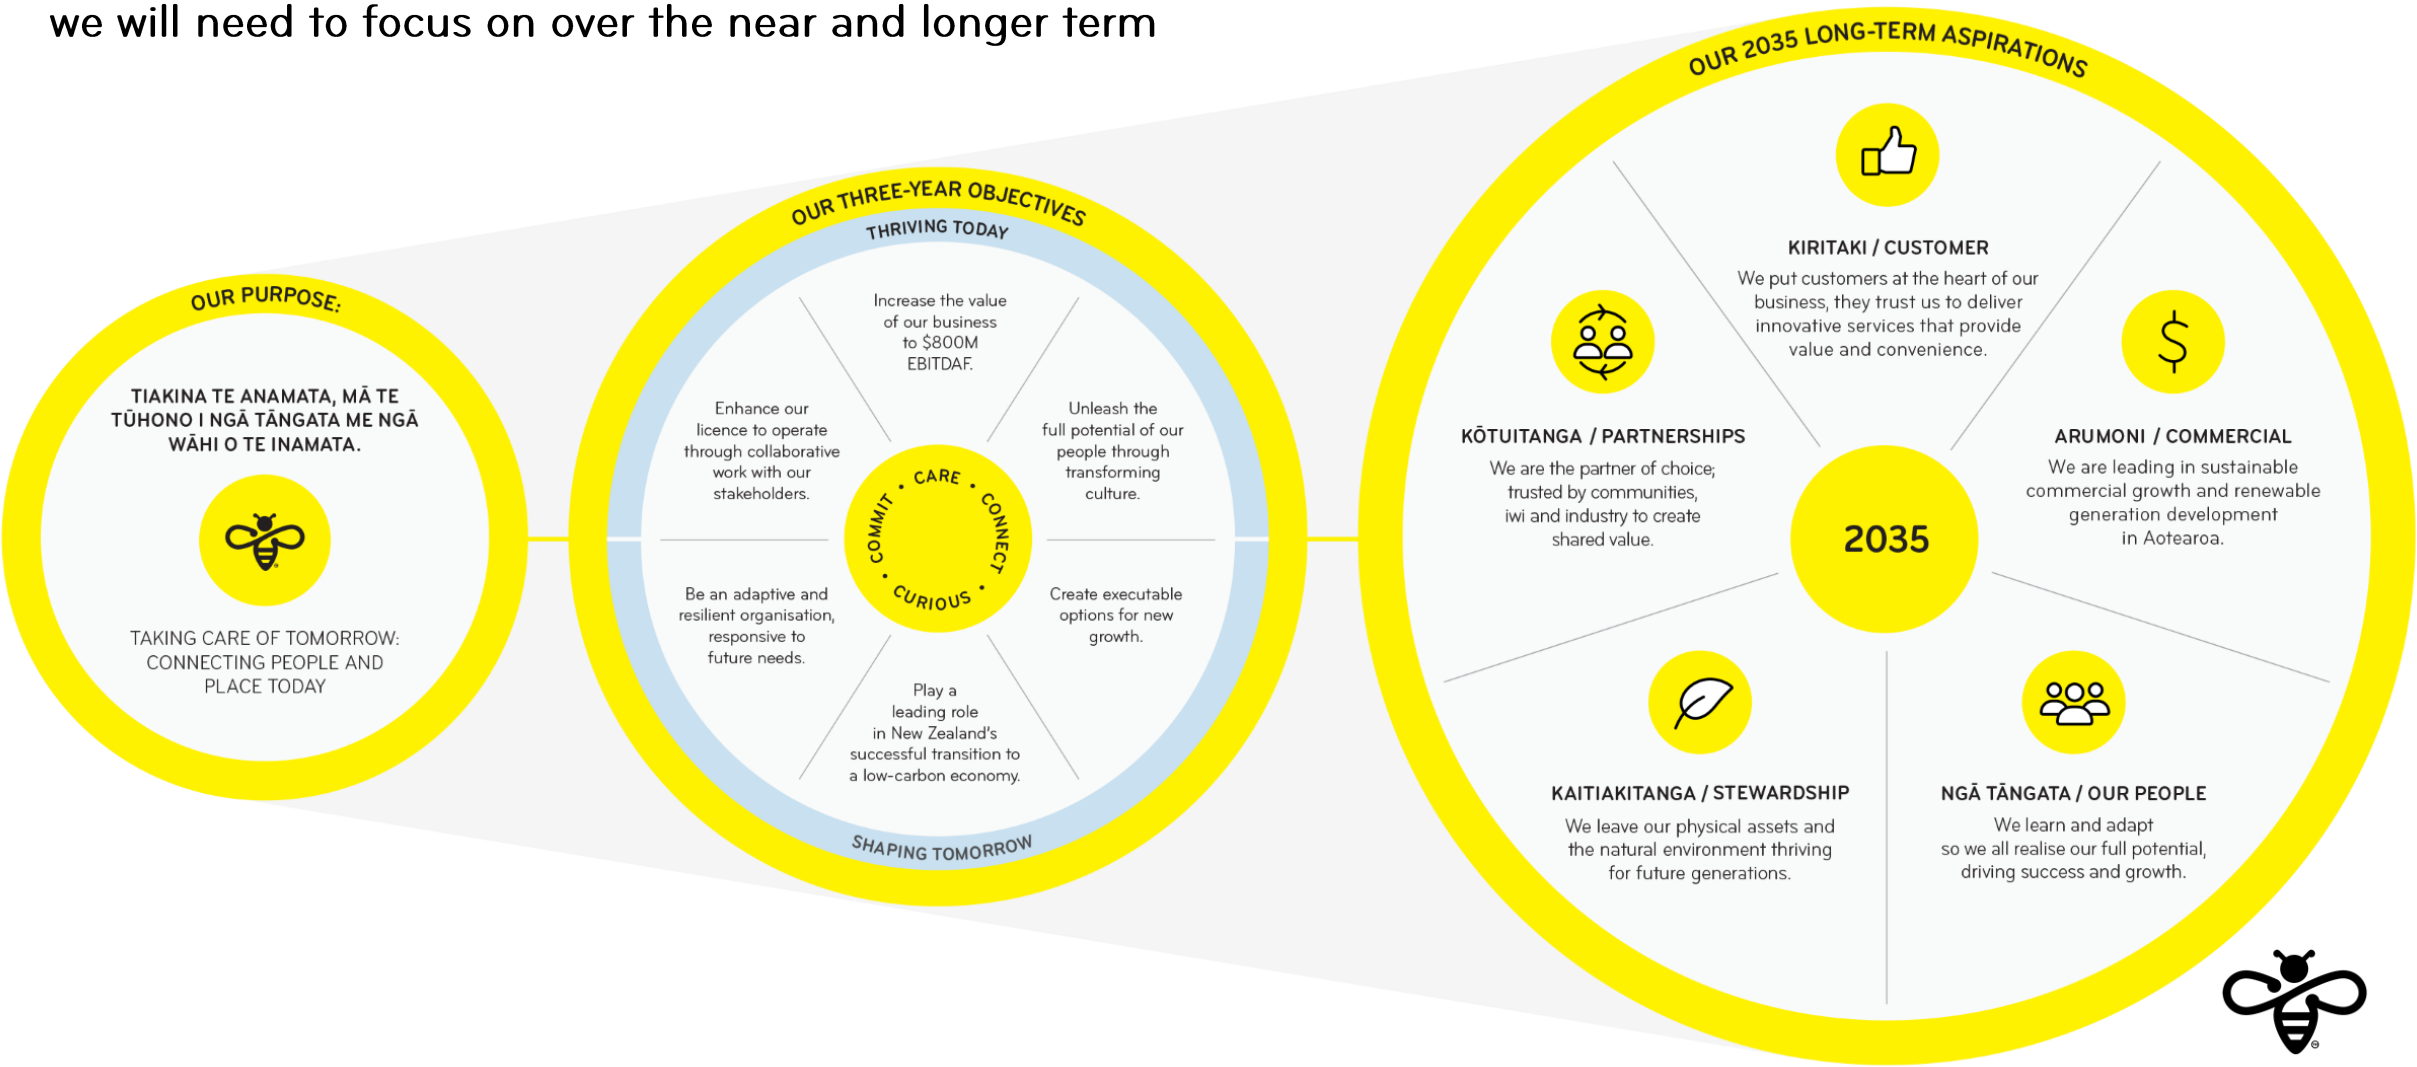 we will need to focus on over the near and longer term
OUR PURPOSE:
TIAKINA TE ANAMATA, MĀ TE
TŪHONO I NGĀ TĀNGATA ME NGĀ
WĀHI O TE INAMATA.
TAKING CARE OF TOMORROW:
CONNECTING PEOPLE AND
PLACE TODAY
OUR THREE-YEAR OBJECTIVES
THRIVING TODAY
Increase the value
of our business
to $800M
EBITDAF.
Unleash the
full potential of our
people through
transforming
culture.
Create executable
options for new
growth.
Play a
leading role
in New Zealand's
successful transition to
a low-carbon economy.
Be an adaptive and
resilient organisation,
responsive to
future needs.
Enhance our
licence to operate
through collaborative
work with our
stakeholders.
COMMIT • CARE • CONNECT • CURIOUS •
SHAPING TOMORROW
OUR 2035 LONG-TERM ASPIRATIONS
KIRITAKI / CUSTOMER
We put customers at the heart of our
business, they trust us to deliver
innovative services that provide
value and convenience.
ARUMONI / COMMERCIAL
We are leading in sustainable
commercial growth and renewable
generation development
in Aotearoa.
NGĀ TĀNGATA / OUR PEOPLE
We learn and adapt
so we all realise our full potential,
driving success and growth.
KAITIAKITANGA / STEWARDSHIP
We leave our physical assets and
the natural environment thriving
for future generations.
KŌTUITANGA / PARTNERSHIPS
We are the partner of choice;
trusted by communities,
iwi and industry to create
shared value.
2035